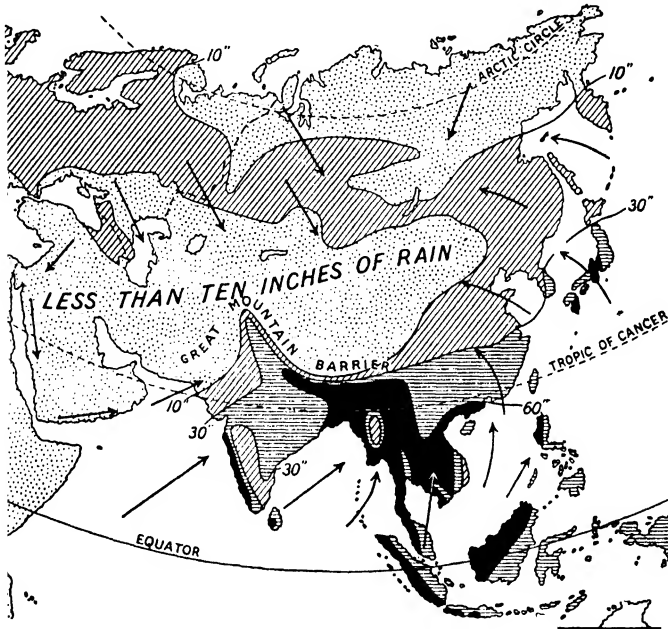 10"
ARCTIC CIRCLE
10"
30"
LESS THAN TEN INCHES OF RAIN
GREAT MOUNTAIN BARRIER
TROPIC OF CANCER
10
30
60"
30"
EQUATOR